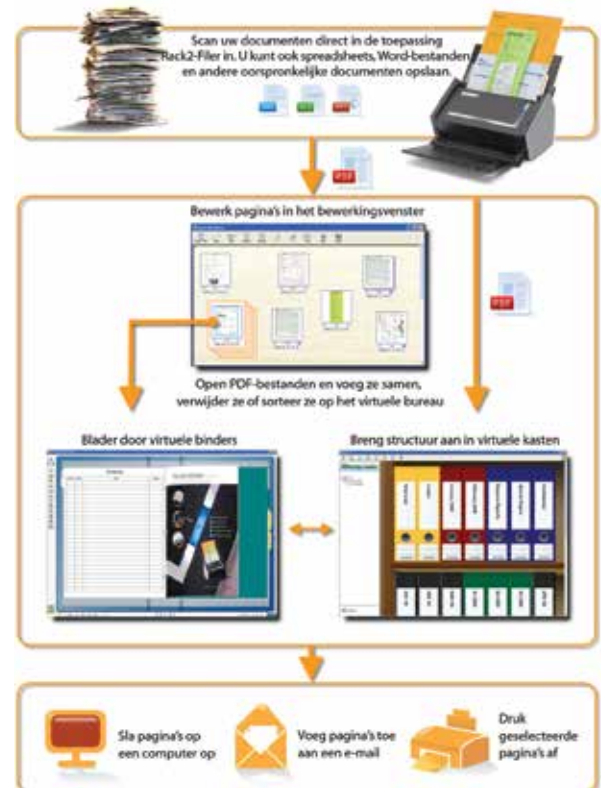 Scan uw documenten direct in de toepassing
Rack2-Filer in. U kunt ook spreadsheets, Word-bestanden
en andere oorspronkelijke documenten opslaan.
PDF
Bewerk pagina's in het bewerkingsvenster
PDF
Open PDF-bestanden en voeg ze samen,
verwijder ze of sorteer ze op het virtuele bureau
Blader door virtuele binders
Breng structuur aan in virtuele kasten
Sla pagina's op
een computer op
Voeg pagina's toe
aan een e-mail
Druk
geselecteerde
pagina's af